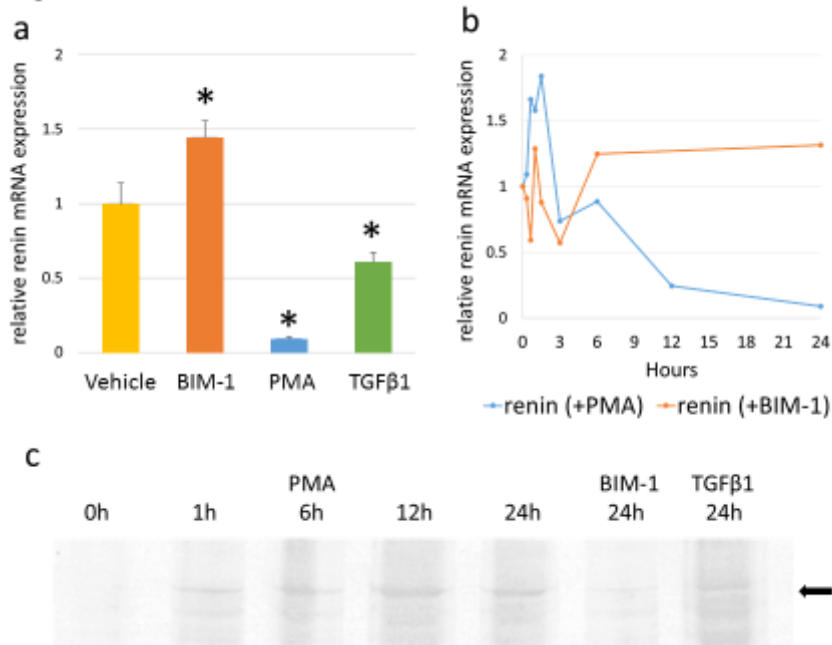 a
relative renin mRNA expression
2
1.5
1
0.5
0
*
*
*
Vehicle BIM-1 PMA TGFβ1
b
relative renin mRNA expression
2
1.5
1
0.5
0
0 3 6 9 12 15 18 21 24
Hours
renin (+PMA) renin (+BIM-1)
c
PMA BIM-1 TGFβ1
0h 1h 6h 12h 24h 24h 24h